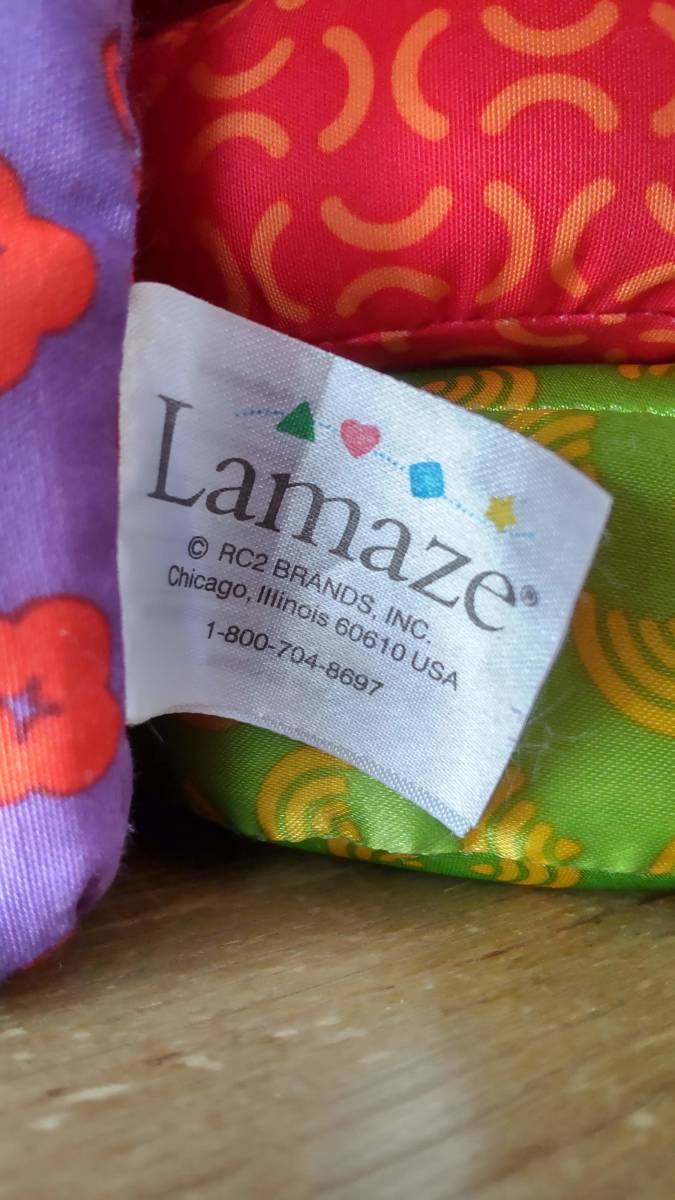 Lamaze®
© RC2 BRANDS, INC.
Chicago, Illinois 60610 USA
1-800-704-8697